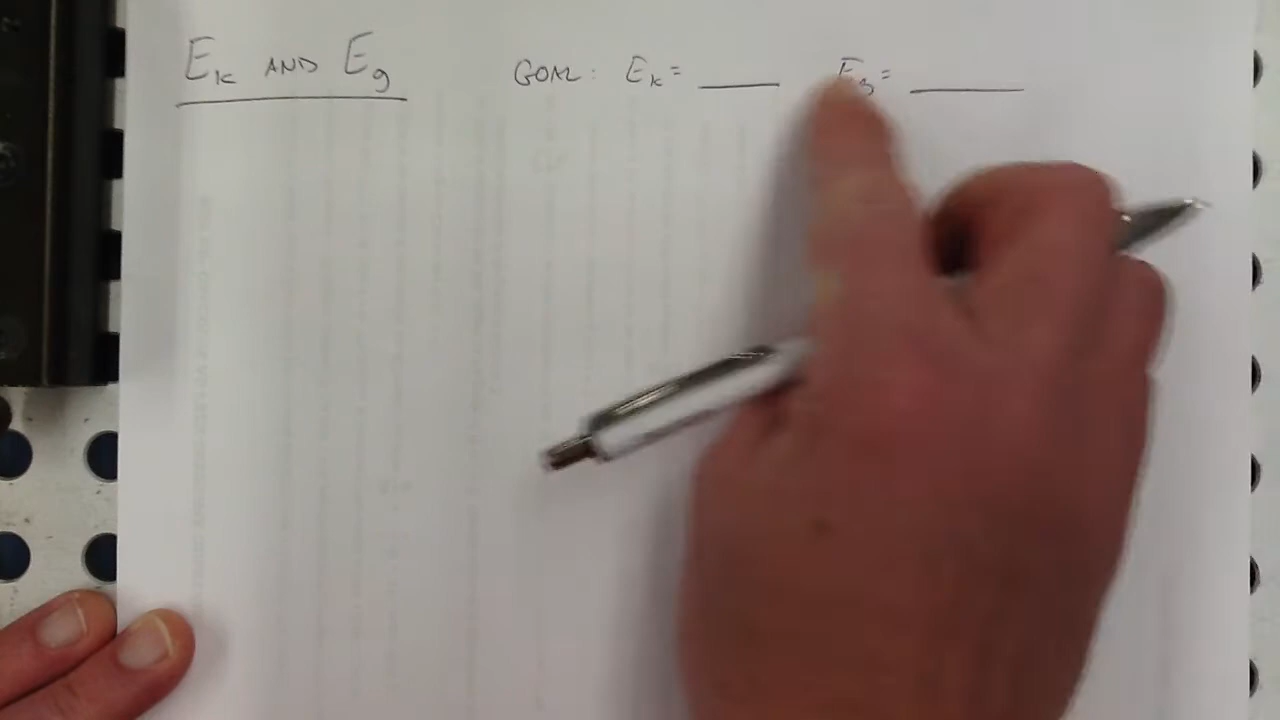 Ek AND Eg GOAL: Ek = ____ Eg = ____